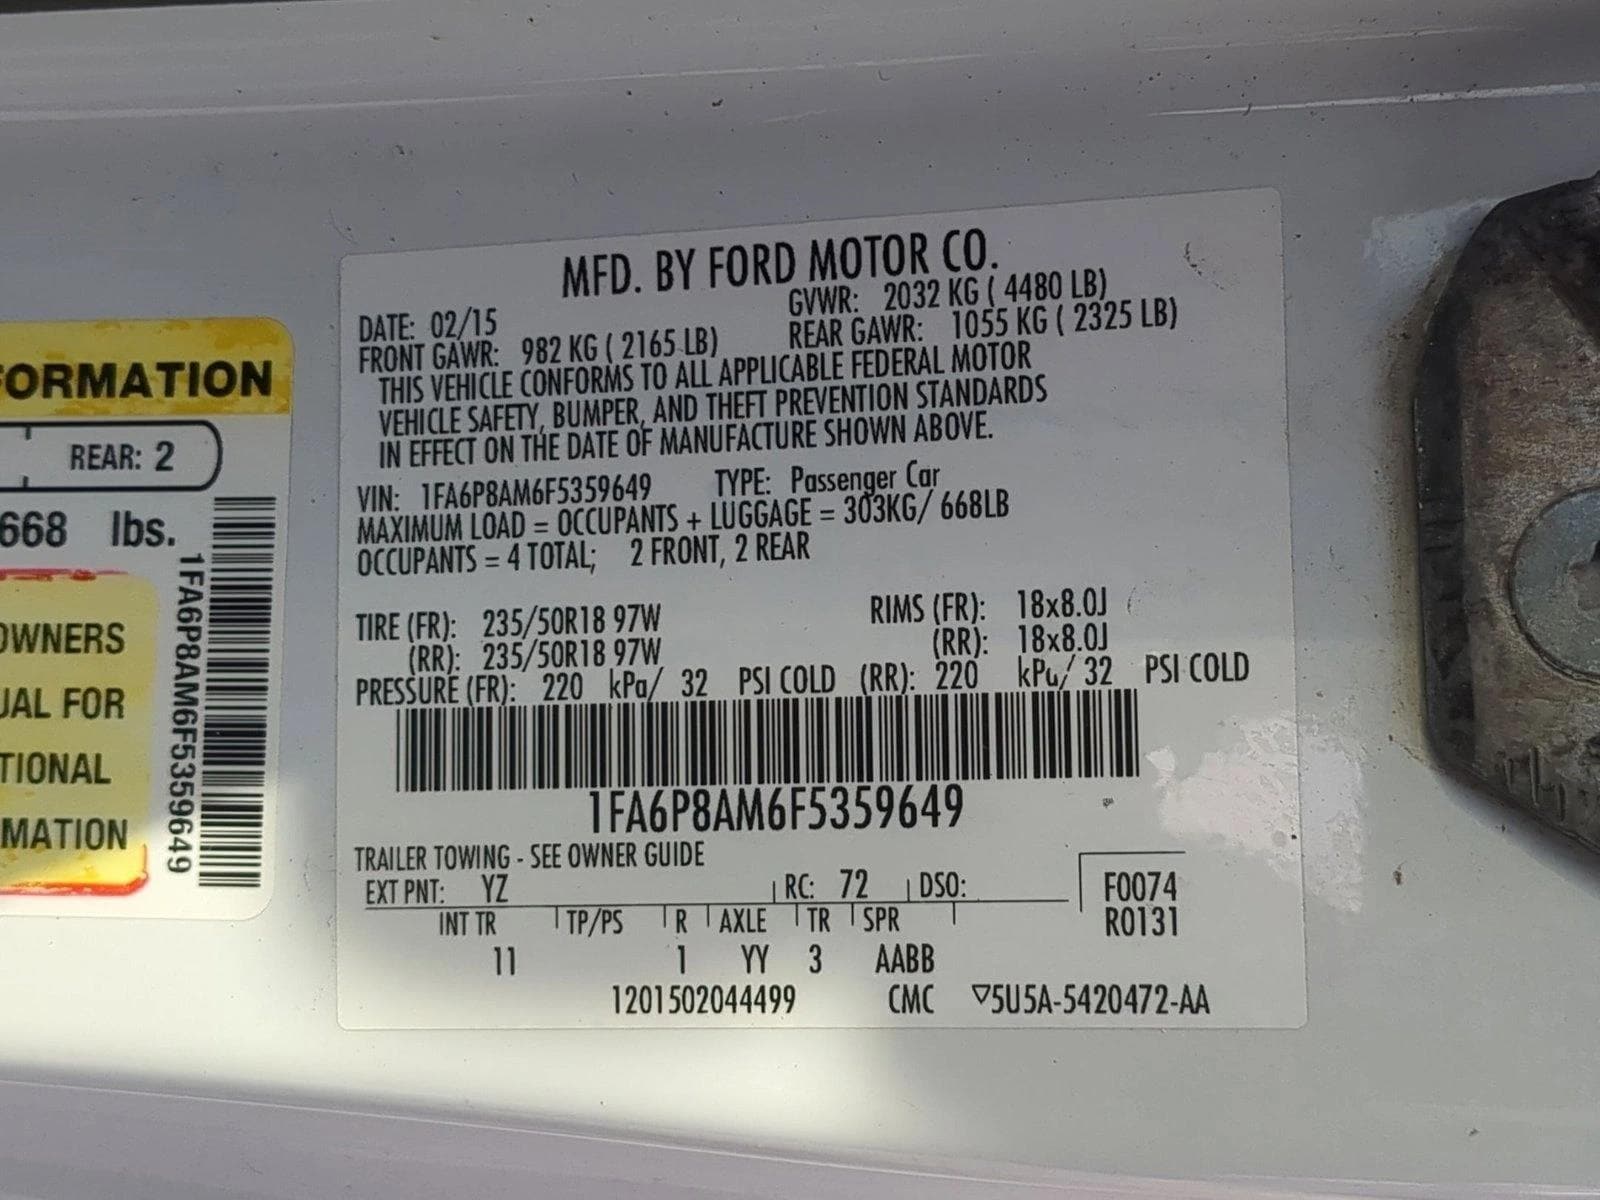 FORMATION
REAR: 2
668 lbs.
OWNERS
UAL FOR
TIONAL
MATION
1FA6P8AM6F5359649
MFD. BY FORD MOTOR CO.
DATE: 02/15 GVWR: 2032 KG ( 4480 LB)
FRONT GAWR: 982 KG ( 2165 LB) REAR GAWR: 1055 KG ( 2325 LB)
THIS VEHICLE CONFORMS TO ALL APPLICABLE FEDERAL MOTOR
VEHICLE SAFETY, BUMPER, AND THEFT PREVENTION STANDARDS
IN EFFECT ON THE DATE OF MANUFACTURE SHOWN ABOVE.
VIN: 1FA6P8AM6F5359649 TYPE: Passenger Car
MAXIMUM LOAD = OCCUPANTS + LUGGAGE = 303KG/ 668LB
OCCUPANTS = 4 TOTAL; 2 FRONT, 2 REAR
TIRE (FR): 235/50R18 97W RIMS (FR): 18x8.0J
(RR): 235/50R18 97W (RR): 18x8.0J
PRESSURE (FR): 220 kPa/ 32 PSI COLD (RR): 220 kPa/ 32 PSI COLD
1FA6P8AM6F5359649
TRAILER TOWING - SEE OWNER GUIDE
EXT PNT: YZ RC: 72 DSO: F0074
INT TR TP/PS R AXLE TR SPR R0131
11 1 YY 3 AABB
1201502044499 CMC ▽5U5A-5420472-AA